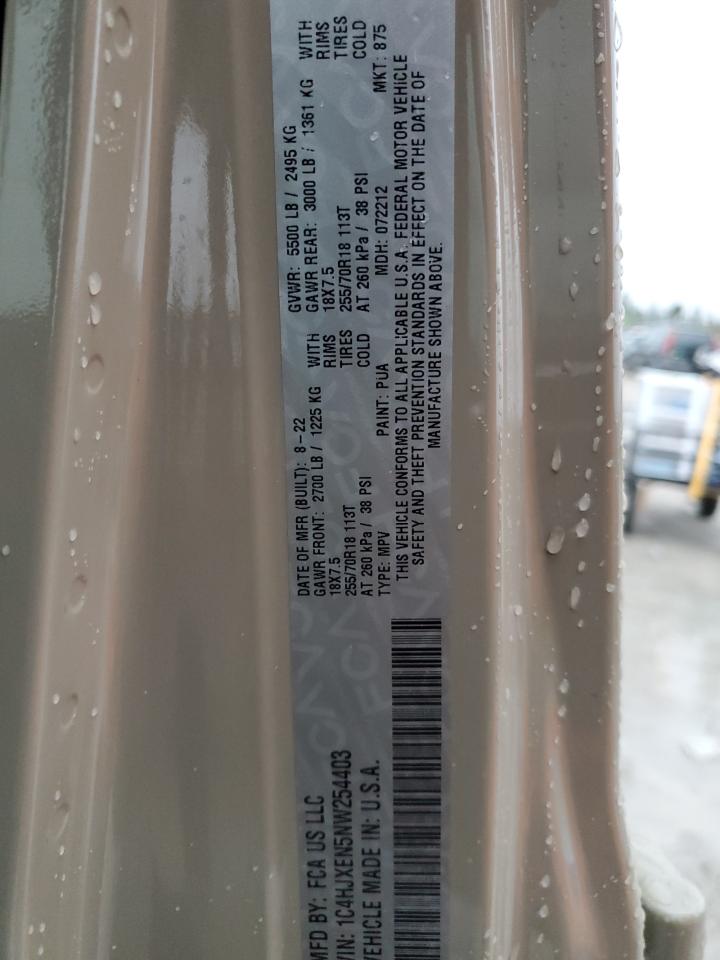 MFD BY: FCA US LLC
VIN: 1C4HJXEN5NW254403
VEHICLE MADE IN: U.S.A.
DATE OF MFR (BUILT): 8-22 GVWR: 5500 LB / 2495 KG
GAWR FRONT: 2700 LB / 1225 KG WITH GAWR REAR: 3000 LB / 1361 KG WITH
18X7.5 RIMS 18X7.5 RIMS
255/70R18 113T TIRES 255/70R18 113T TIRES
AT 260 kPa / 38 PSI COLD AT 260 kPa / 38 PSI COLD
TYPE: MPV PAINT: PUA MDH: 072212 MKT: 875
THIS VEHICLE CONFORMS TO ALL APPLICABLE U.S.A. FEDERAL MOTOR VEHICLE
SAFETY AND THEFT PREVENTION STANDARDS IN EFFECT ON THE DATE OF
MANUFACTURE SHOWN ABOVE.